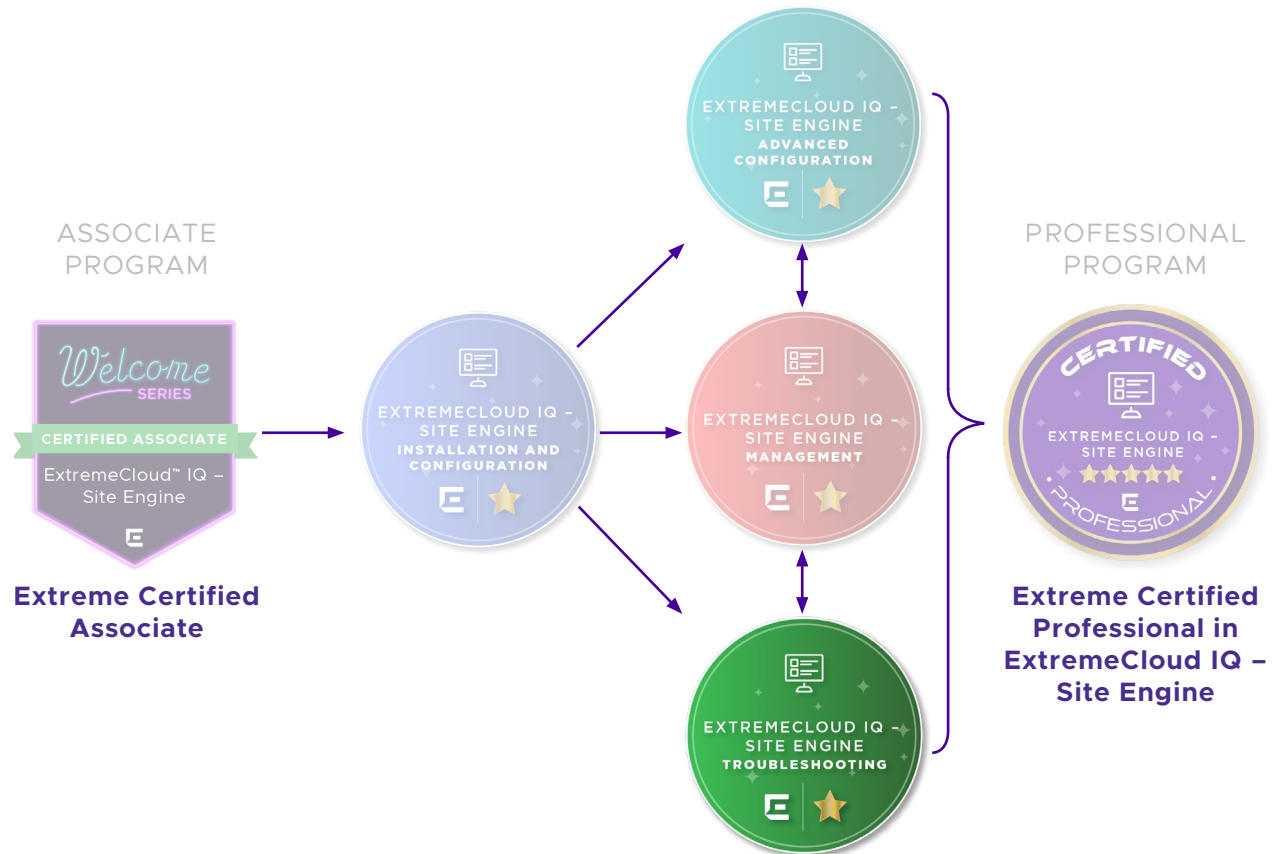 ASSOCIATE
PROGRAM
Welcome
SERIES
CERTIFIED ASSOCIATE
ExtremeCloud™ IQ –
Site Engine
Extreme Certified
Associate
EXTREMECLOUD IQ –
SITE ENGINE
INSTALLATION AND
CONFIGURATION
EXTREMECLOUD IQ –
SITE ENGINE
ADVANCED
CONFIGURATION
EXTREMECLOUD IQ –
SITE ENGINE
MANAGEMENT
EXTREMECLOUD IQ –
SITE ENGINE
TROUBLESHOOTING
PROFESSIONAL
PROGRAM
CERTIFIED
EXTREMECLOUD IQ –
SITE ENGINE
PROFESSIONAL
Extreme Certified
Professional in
ExtremeCloud IQ –
Site Engine